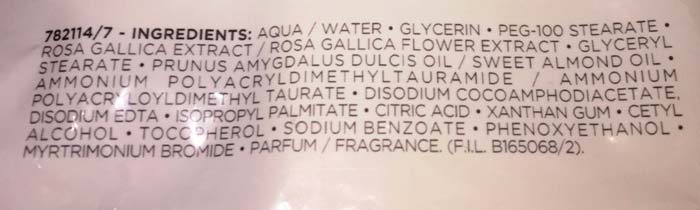 782114/7 - INGREDIENTS: AQUA / WATER • GLYCERIN • PEG-100 STEARATE •
ROSA GALLICA EXTRACT / ROSA GALLICA FLOWER EXTRACT • GLYCERYL
STEARATE • PRUNUS AMYGDALUS DULCIS OIL / SWEET ALMOND OIL •
AMMONIUM POLYACRYLDIMETHYLTAURAMIDE / AMMONIUM
POLYACRYLOYLDIMETHYL TAURATE • DISODIUM COCOAMPHODIACETATE,
DISODIUM EDTA • ISOPROPYL PALMITATE • CITRIC ACID • XANTHAN GUM • CETYL
ALCOHOL • TOCOPHEROL • SODIUM BENZOATE • PHENOXYETHANOL •
MYRTRIMONIUM BROMIDE • PARFUM / FRAGRANCE. (F.I.L. B165068/2).